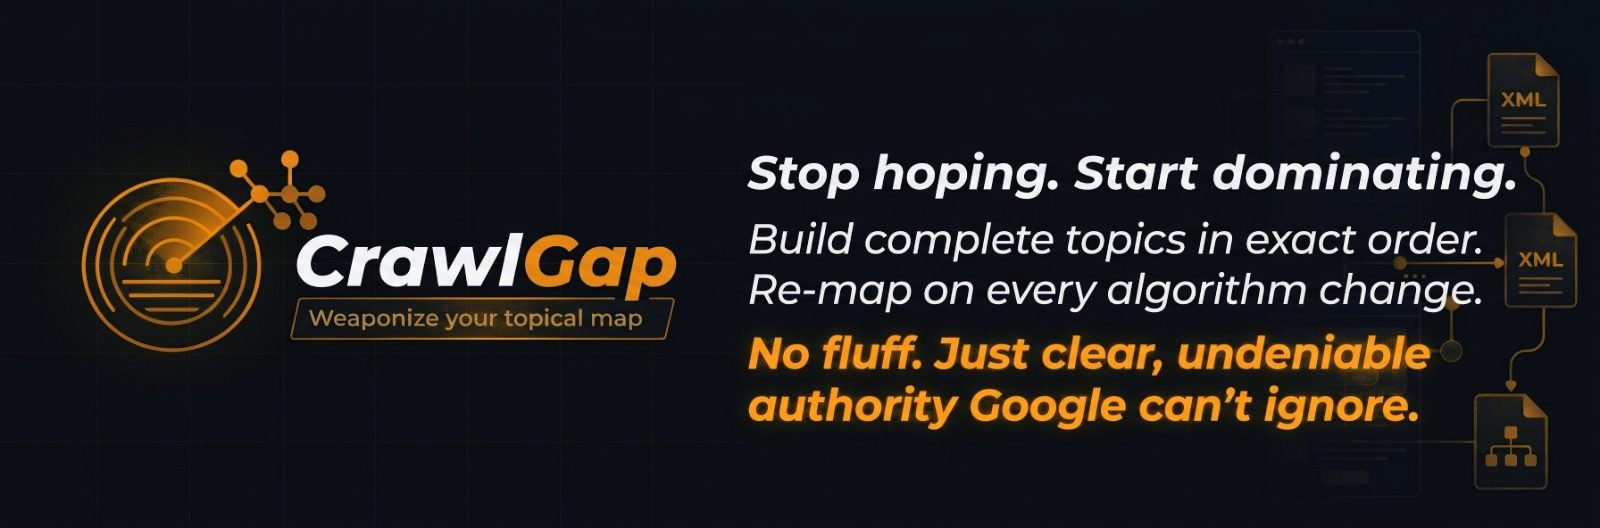 CrawlGap
Weaponize your topical map
Stop hoping. Start dominating.
Build complete topics in exact order.
Re-map on every algorithm change.
No fluff. Just clear, undeniable
authority Google can’t ignore.
XML
XML